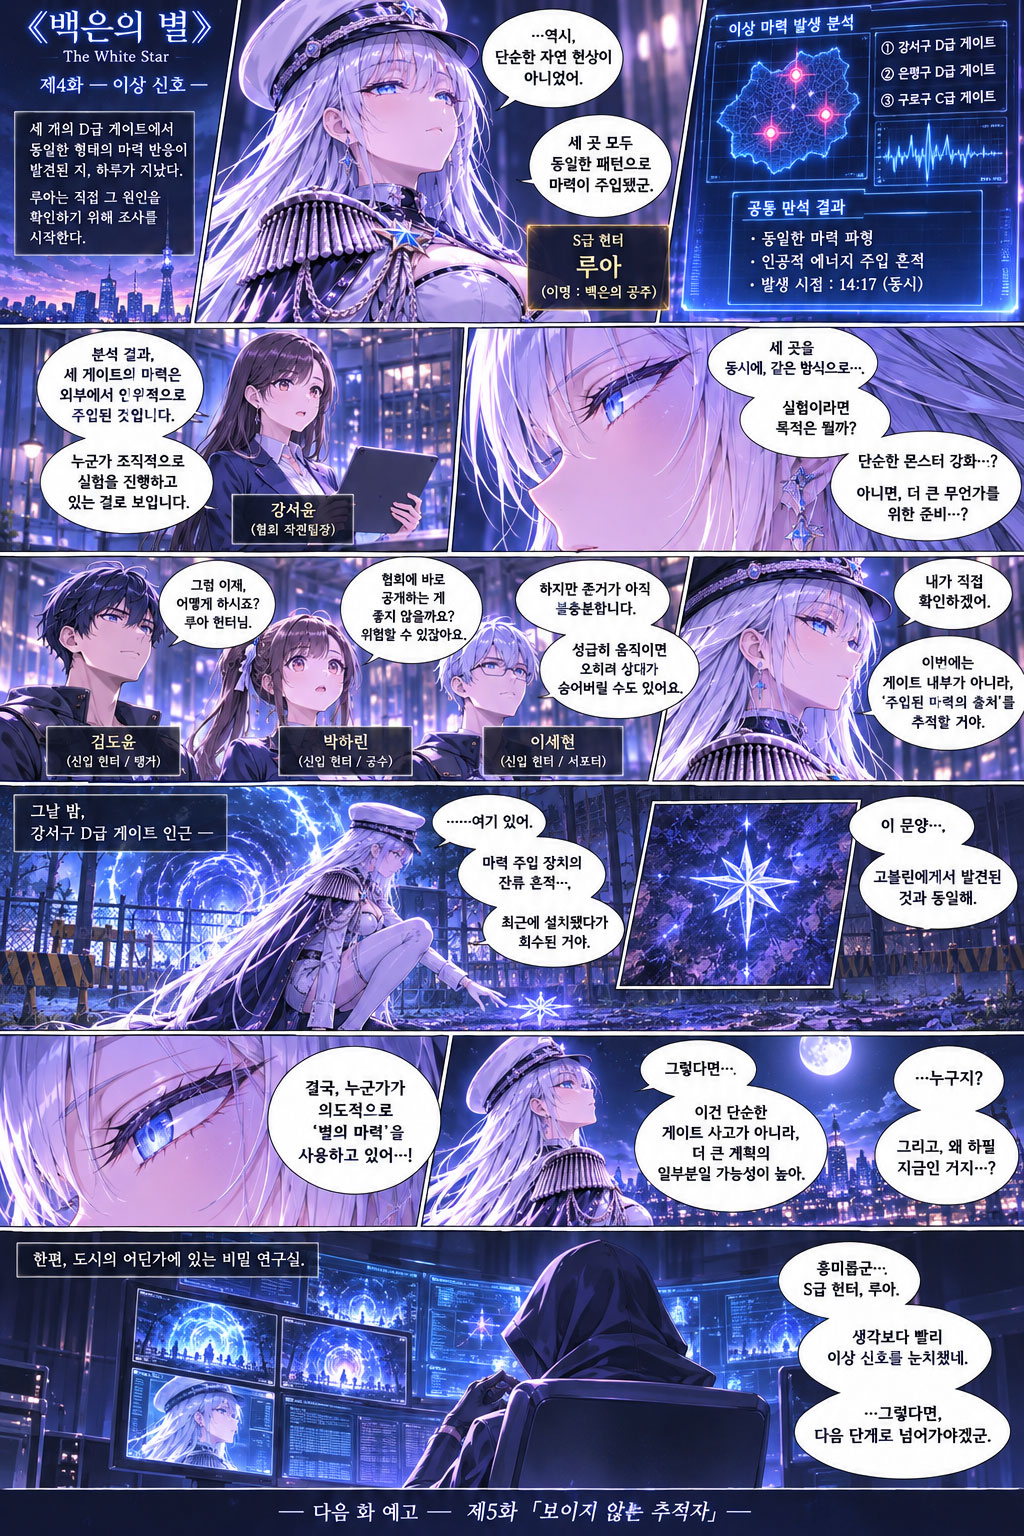 《백은의 별》
The White Star
제4화 — 이상 신호 —
세 개의 D급 게이트에서
동일한 형태의 마력 반응이
발견된 지, 하루가 지났다.
루아는 직접 그 원인을
확인하기 위해 조사를
시작한다.
…역시,
단순한 자연 현상이
아니었어.
세 곳 모두
동일한 패턴으로
마력이 주입됐군.
S급 헌터
루아
(이명 : 백은의 공주)
이상 마력 발생 분석
① 강서구 D급 게이트
② 은평구 D급 게이트
③ 구로구 C급 게이트
공통 만석 결과
· 동일한 마력 파형
· 인공적 에너지 주입 흔적
· 발생 시점 : 14:17 (동시)
분석 결과,
세 게이트의 마력은
외부에서 인위적으로
주입된 것입니다.
누군가 조직적으로
실험을 진행하고
있는 걸로 보입니다.
강서윤
(협회 작전팀장)
세 곳을
동시에, 같은 방식으로…
실험이라면
목적은 뭘까?
단순한 몬스터 강화…?
아니면, 더 큰 무언가를
위한 준비…?
그럼 이제,
어떻게 하시죠?
루아 헌터님.
협회에 바로
공개하는 게
좋지 않을까요?
위험할 수 있잖아요.
하지만 존거가 아직
불충분합니다.
성급히 움직이면
오히려 상대가
숨어버릴 수도 있어요.
검도윤
(신입 헌터 / 탱커)
박하린
(신입 헌터 / 공수)
이세현
(신입 헌터 / 서포터)
내가 직접
확인하겠어.
이번에는
게이트 내부가 아니라,
‘주입된 마력의 출처’를
추적할 거야.
그날 밤,
강서구 D급 게이트 인근 —
……여기 있어.
마력 주입 장치의
잔류 흔적…,
최근에 설치됐다가
회수된 거야.
이 문양…,
고블린에게서 발견된
것과 동일해.
결국, 누군가가
의도적으로
‘별의 마력’을
사용하고 있어…!
그렇다면….
이건 단순한
게이트 사고가 아니라,
더 큰 계획의
일부분일 가능성이 높아.
…누구지?
그리고, 왜 하필
지금인 거지…?
한편, 도시의 어딘가에 있는 비밀 연구실.
흥미롭군…
S급 헌터, 루아.
생각보다 빨리
이상 신호를 눈치챘네.
…그렇다면,
다음 단계로 넘어가야겠군.
— 다음 화 예고 — 제5화 「보이지 않는 추적자」 —